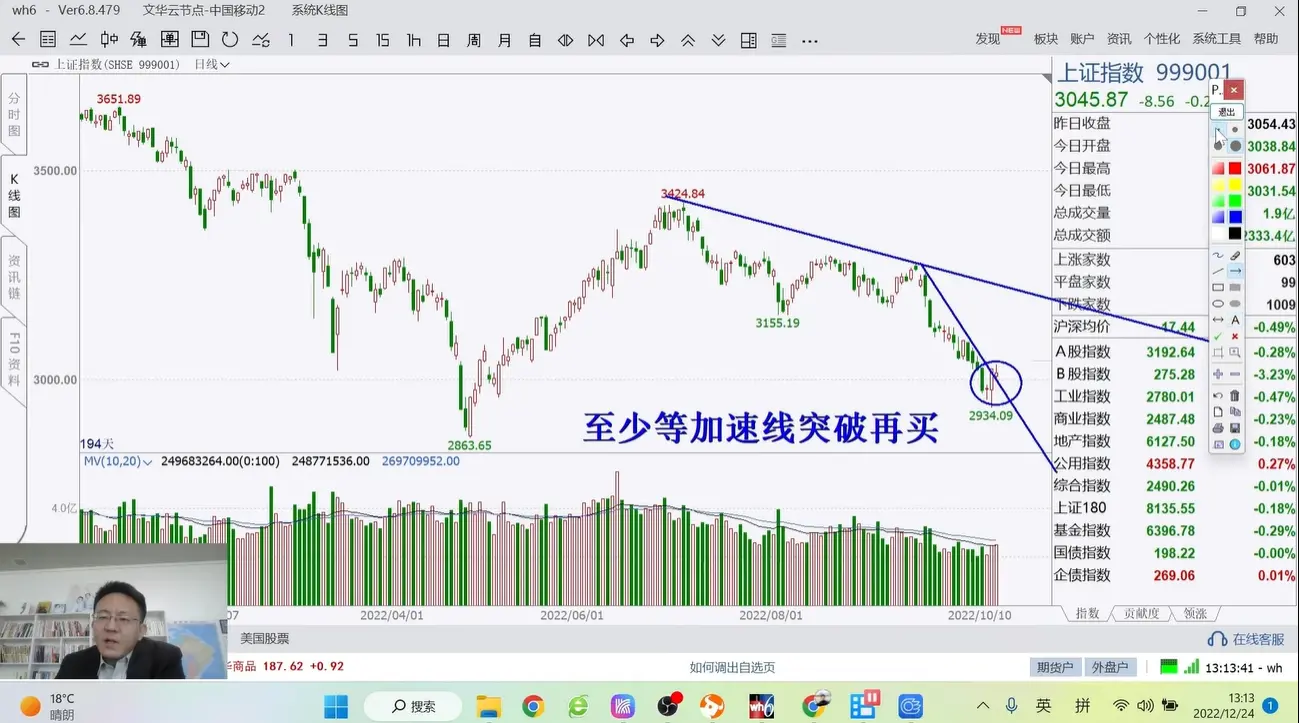 wh6 - Ver6.8.479 文华云节点-中国移动2 系统K线图
1 3 5 15 1h 日 周 月 自 发现 NEW 板块 账户 资讯 个性化 系统工具 帮助
上证指数(SHSE 999001) 日线
上证指数 999001
3045.87 -8.56
P..
退出
昨日收盘 3054.43
今日开盘 3038.84
今日最高 3061.87
今日最低 3031.54
总成交量 1.9亿
总成交额 2333.4亿
上涨家数 603
平盘家数 99
下跌家数 1009
沪深均价 17.44 -0.49%
A股指数 3192.64 -0.28%
B股指数 275.28 -3.23%
工业指数 2780.01 -0.47%
商业指数 2487.48 -0.23%
地产指数 6127.50 -0.18%
公用指数 4358.77 0.27%
综合指数 2490.26 -0.01%
上证180 8135.55 -0.18%
基金指数 6396.78 -0.29%
国债指数 198.22 -0.00%
企债指数 269.06 0.01%
指数 贡献度 领涨
分时图
K线图
资讯链
F10资料
3651.89
3500.00
3424.84
3155.19
3000.00
2934.09
2863.65
至少等加速线突破再买
194天
MV(10,20) 249683264.00(0:100) 248771536.00 269709952.00
4.0亿
07 2022/04/01 2022/06/01 2022/08/01 2022/10/10
美国股票 在线客服
商品 187.62 +0.92 如何调出自选页 期货户 外盘户 13:13:41 - wh
18°C
晴朗
搜索
wh6
英 拼
13:13
2022/12/24
1